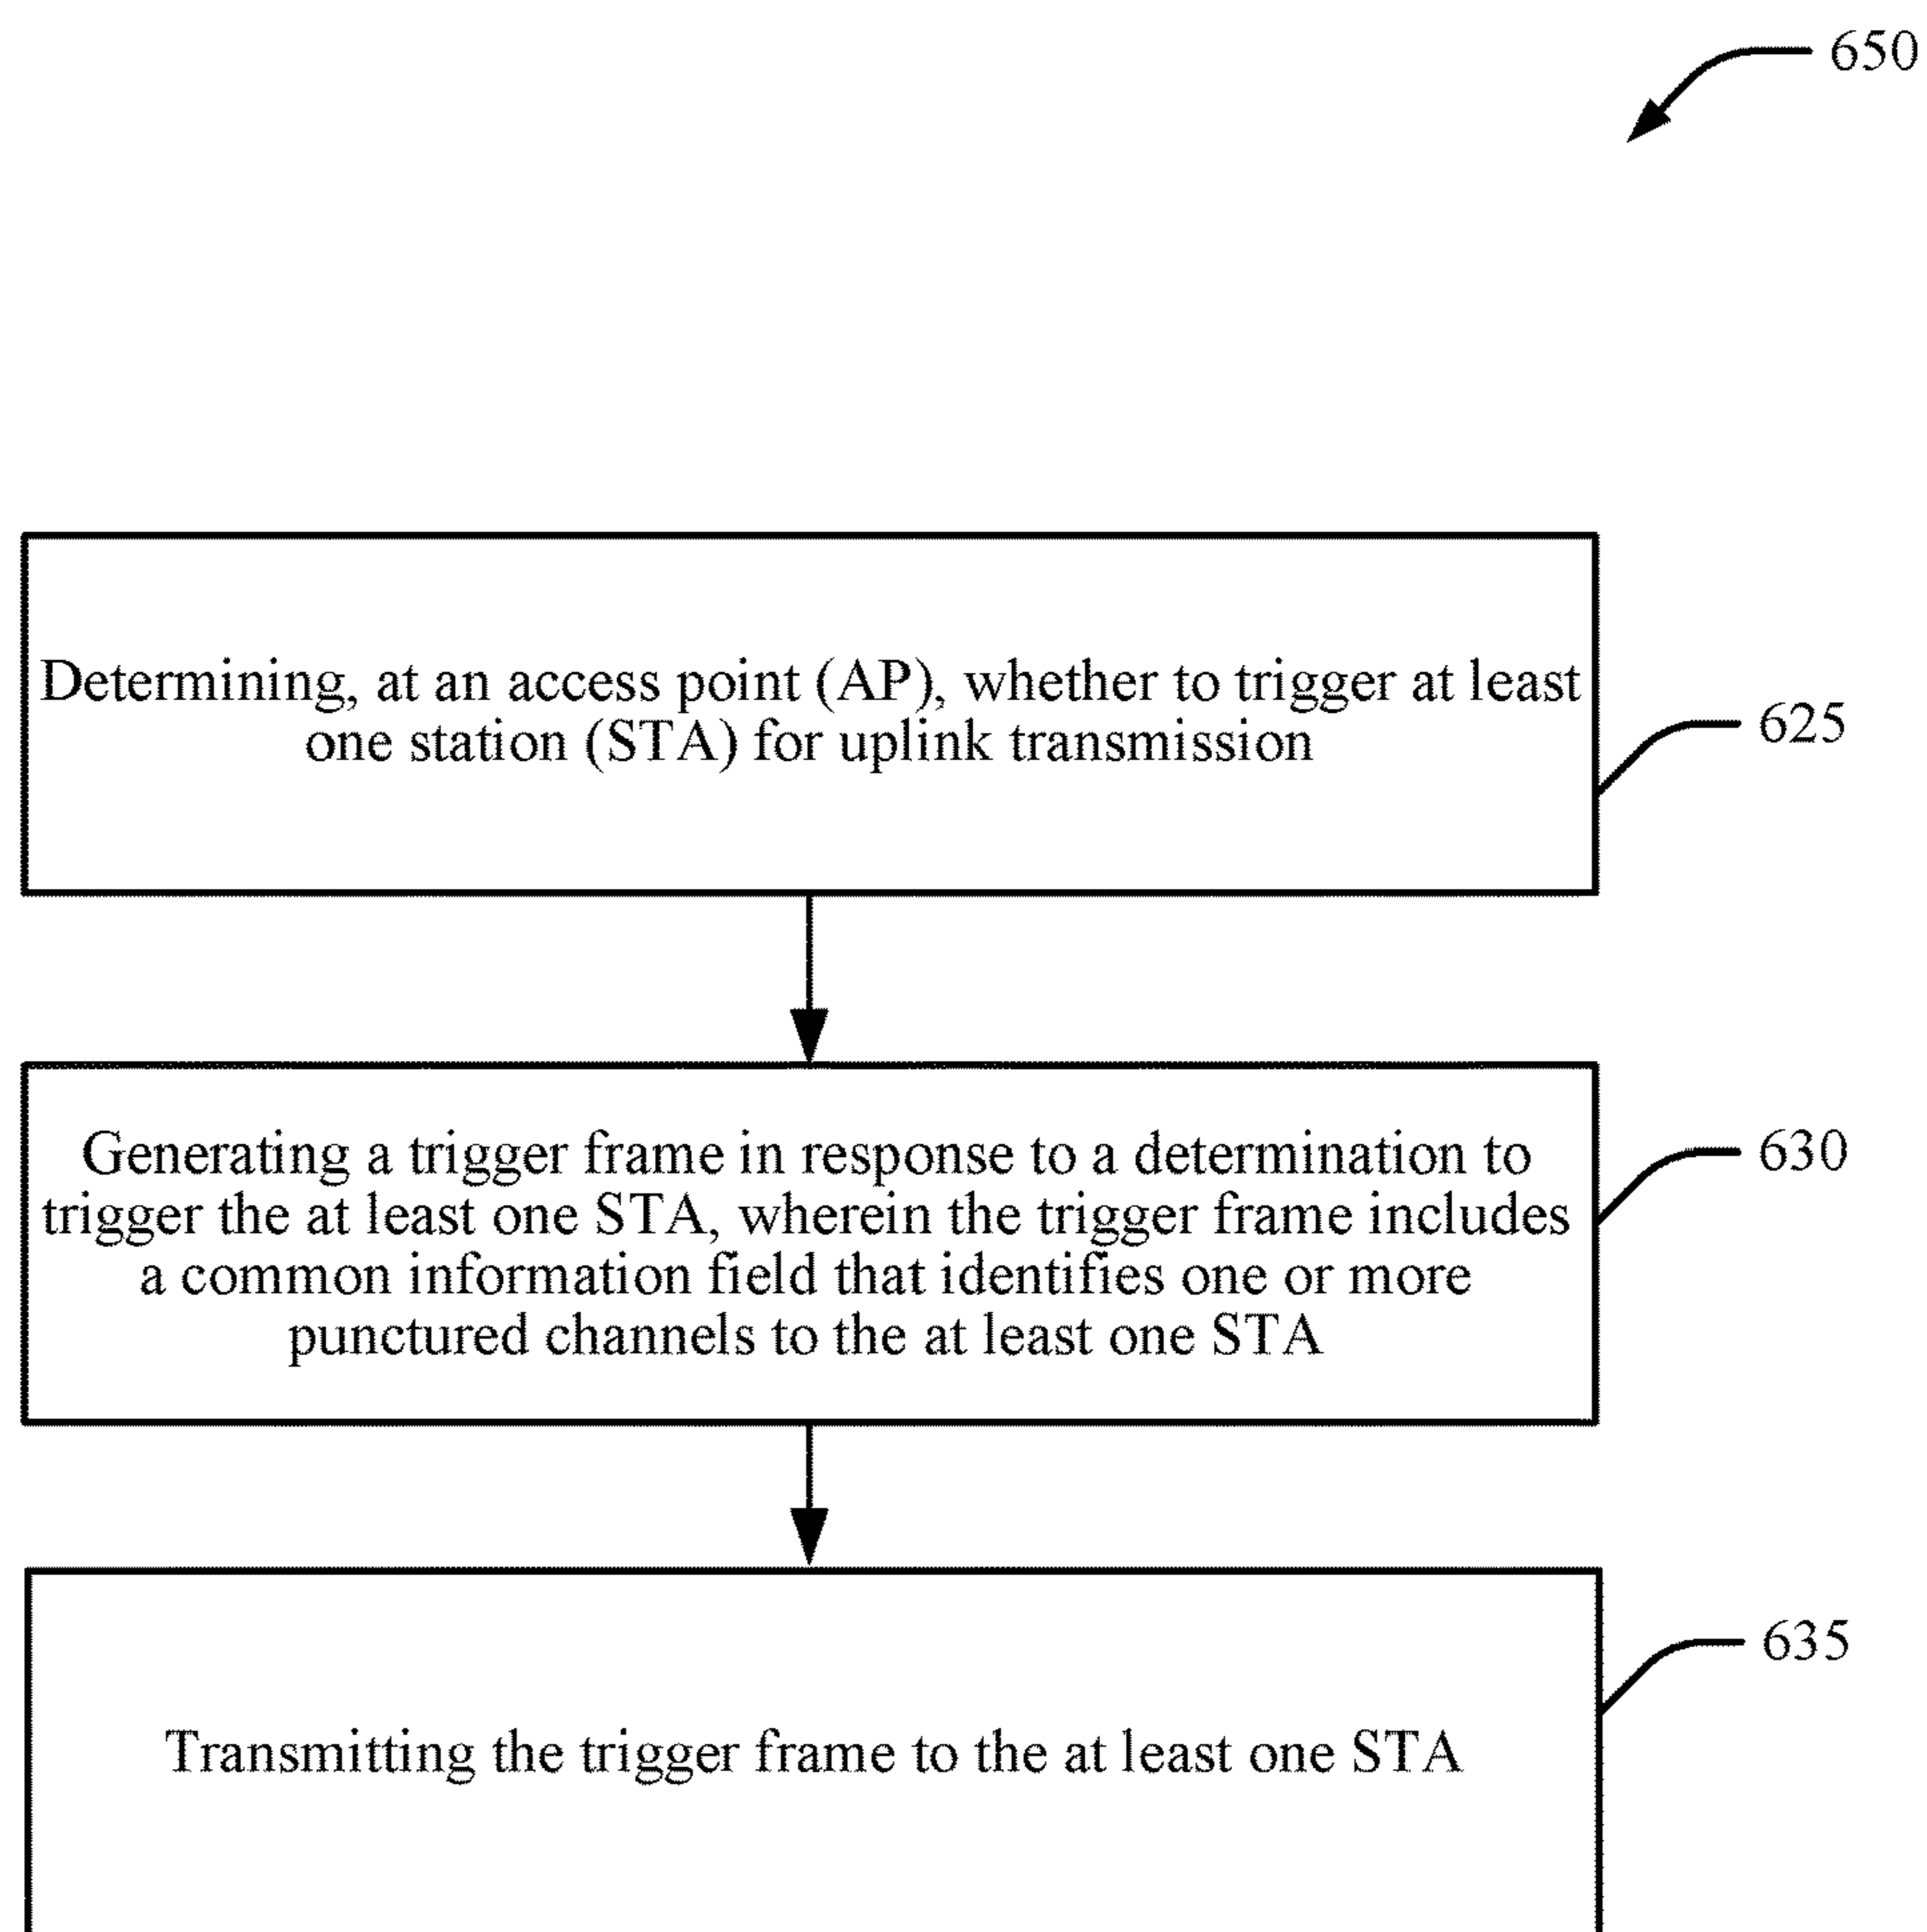 650
Determining, at an access point (AP), whether to trigger at least
one station (STA) for uplink transmission
625
Generating a trigger frame in response to a determination to
trigger the at least one STA, wherein the trigger frame includes
a common information field that identifies one or more
punctured channels to the at least one STA
630
Transmitting the trigger frame to the at least one STA
635